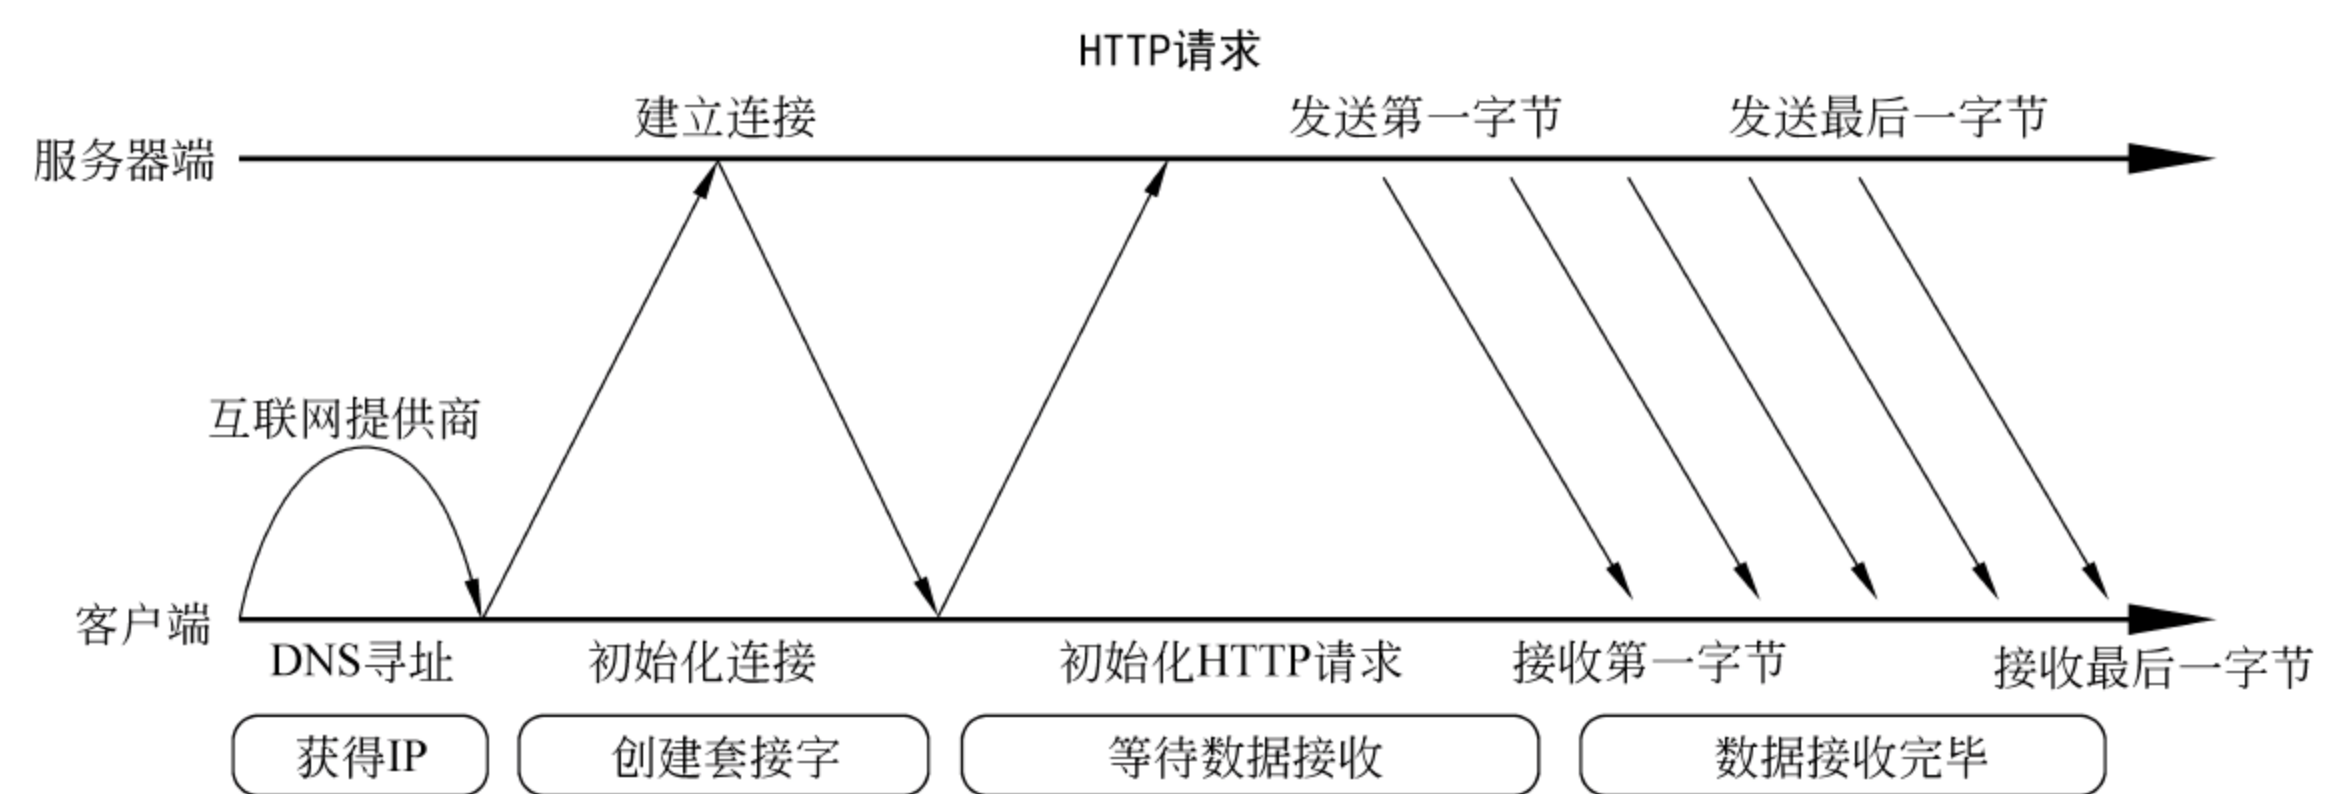 HTTP请求
建立连接
发送第一字节
发送最后一字节
服务器端
互联网提供商
客户端
DNS寻址
初始化连接
初始化HTTP请求
接收第一字节
接收最后一字节
获得IP
创建套接字
等待数据接收
数据接收完毕